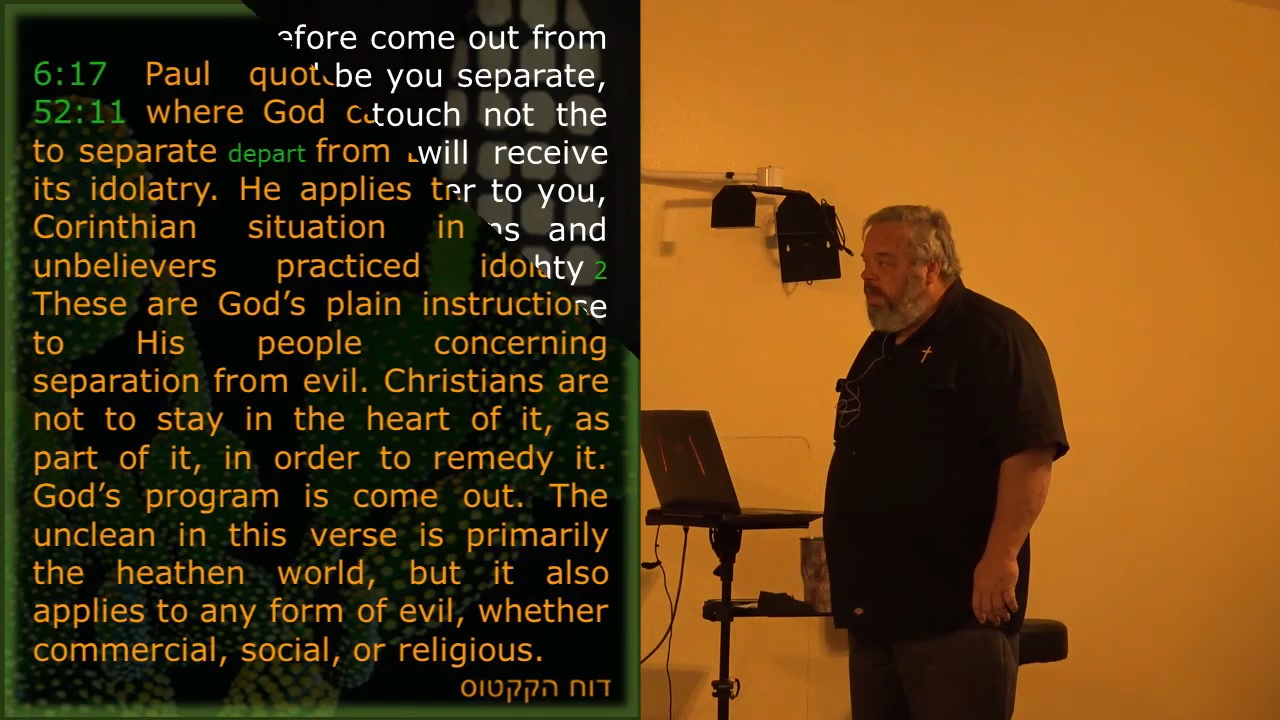 come out from
6:17 Paul be you separate,
52:11 where God touch not the
to separate depart from will receive
its idolatry. He applies to you,
Corinthian situation in and
unbelievers practiced 2
These are God's plain
to His people concerning
separation from evil. Christians are
not to stay in the heart of it, as
part of it, in order to remedy it.
God's program is come out. The
unclean in this verse is primarily
the heathen world, but it also
applies to any form of evil, whether
commercial, social, or religious.
דוח הקקטוס